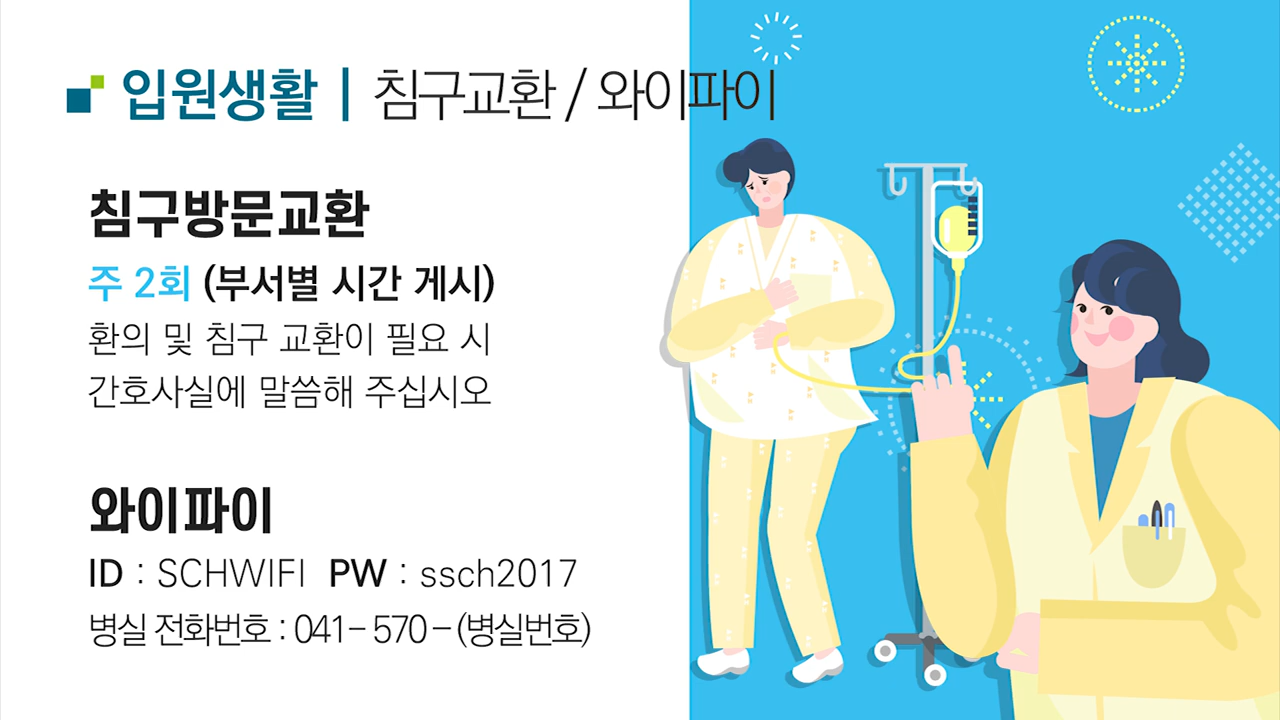 입원생활 | 침구교환 / 와이파이
침구방문교환
주 2회 (부서별 시간 게시)
환의 및 침구 교환이 필요 시
간호사실에 말씀해 주십시오
와이파이
ID : SCHWIFI PW : ssch2017
병실 전화번호 : 041-570-(병실번호)